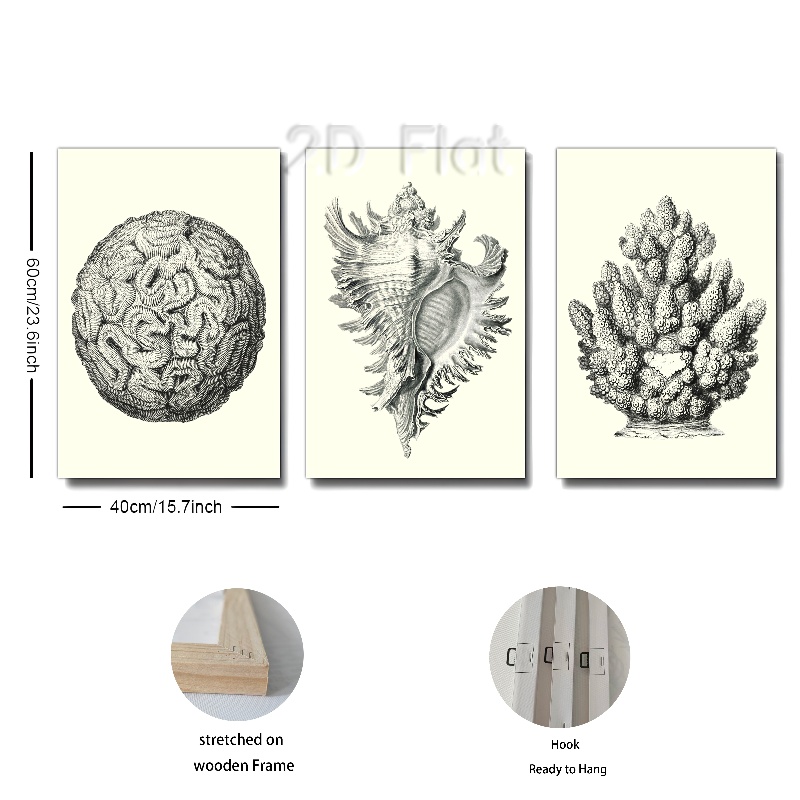 2D Flat
60cm/23.6inch
40cm/15.7inch
stretched on
wooden Frame
Hook
Ready to Hang